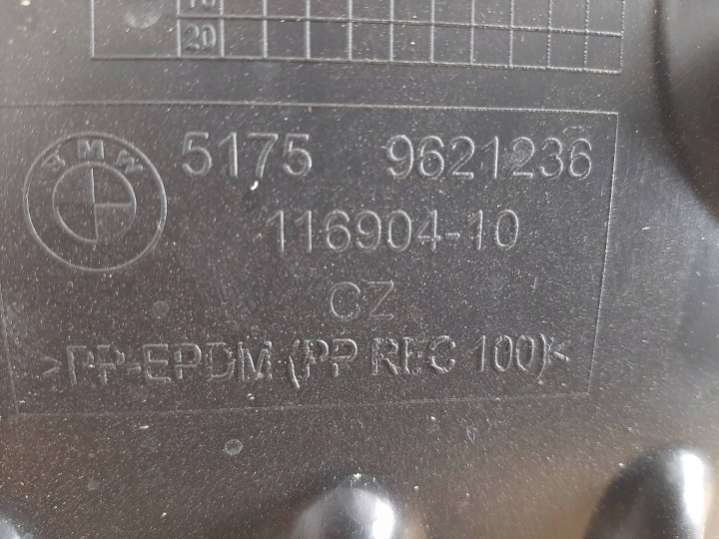 20
BMW
5175 9621236
116904-10
CZ
>PP-EPDM-(PP REC 100)<